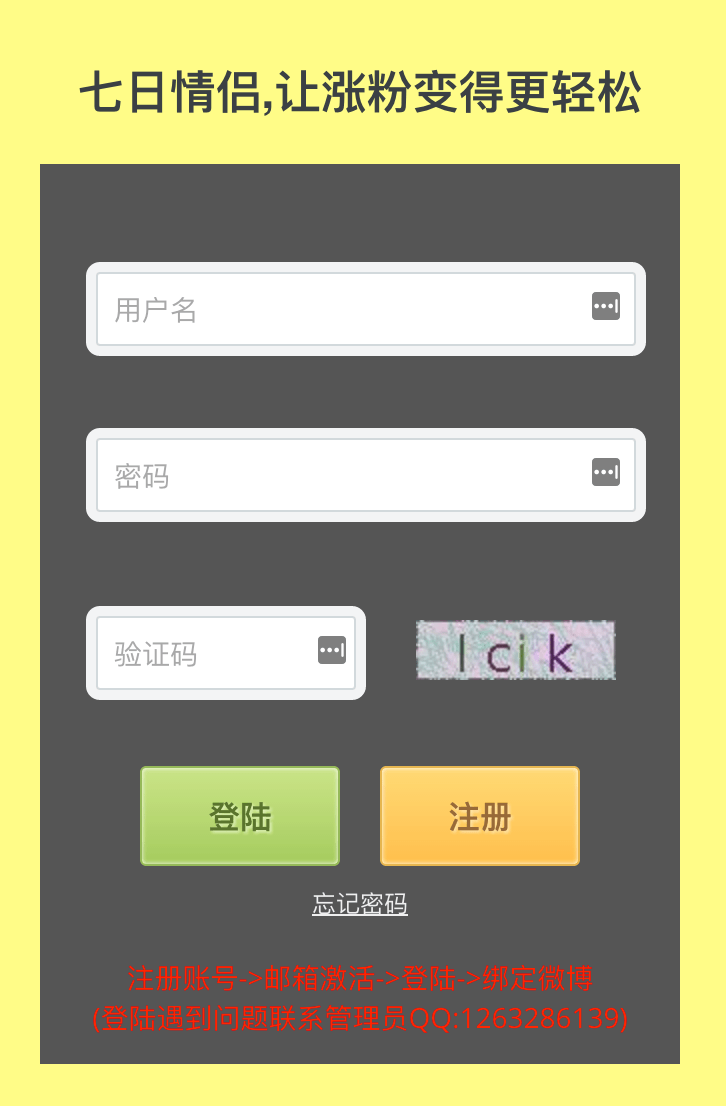 七日情侣,让涨粉变得更轻松
用户名
密码
验证码
lcik
登陆 注册
忘记密码
注册账号->邮箱激活->登陆->绑定微博
(登陆遇到问题联系管理员QQ:1263286139)